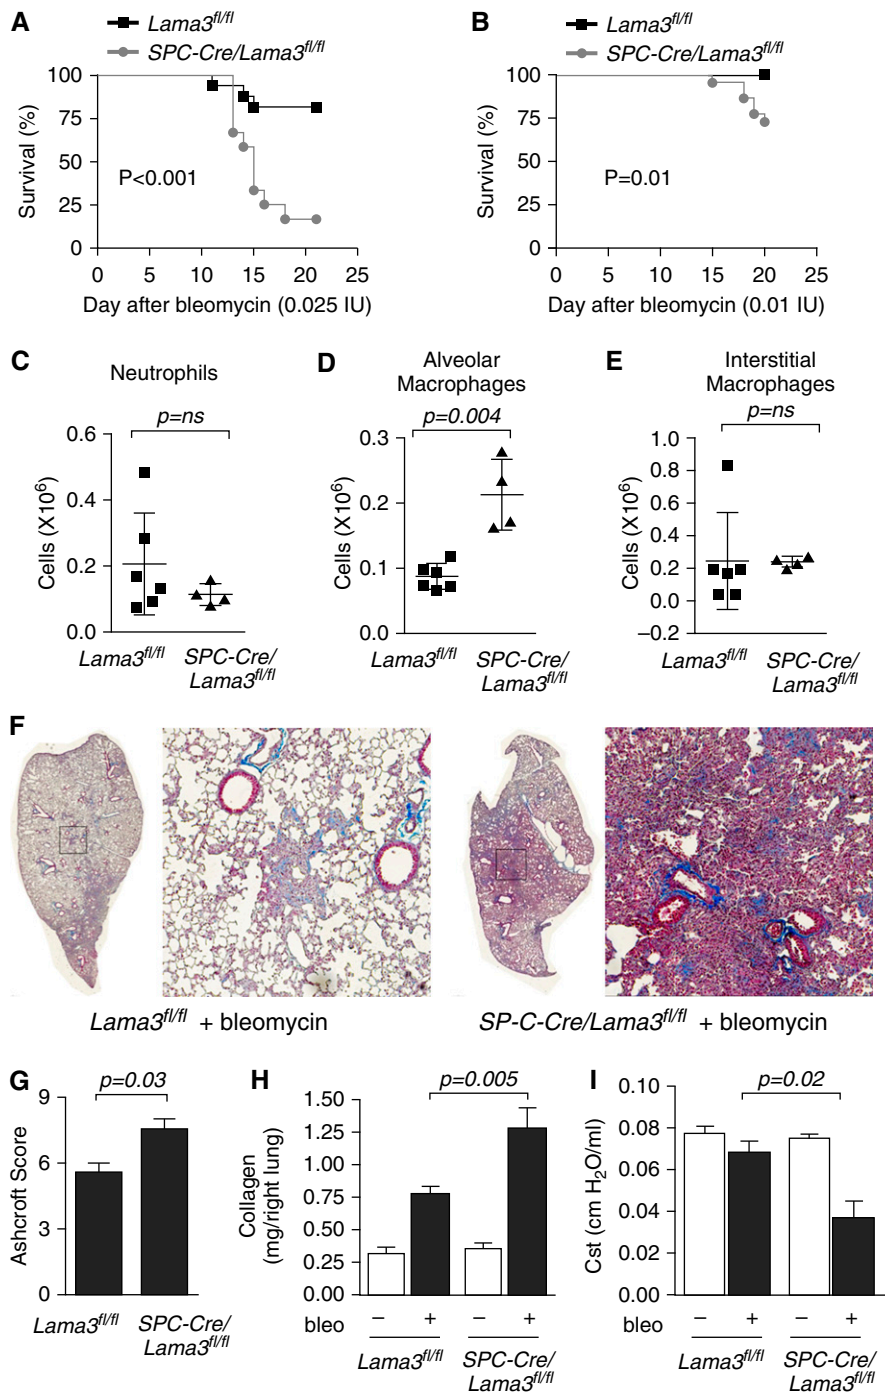 A
Lama3fl/fl
SPC-Cre/Lama3fl/fl
Survival (%)
100
75
50
25
0
P<0.001
0 5 10 15 20 25
Day after bleomycin (0.025 IU)
B
Lama3fl/fl
SPC-Cre/Lama3fl/fl
Survival (%)
100
75
50
25
0
P=0.01
0 5 10 15 20 25
Day after bleomycin (0.01 IU)
C
Neutrophils
p=ns
Cells (X10⁶)
0.6
0.4
0.2
0.0
Lama3fl/fl
SPC-Cre/
Lama3fl/fl
D
Alveolar
Macrophages
p=0.004
Cells (X10⁶)
0.3
0.2
0.1
0.0
Lama3fl/fl
SPC-Cre/
Lama3fl/fl
E
Interstitial
Macrophages
p=ns
Cells (X10⁶)
1.0
0.8
0.6
0.4
0.2
0.0
–0.2
Lama3fl/fl
SPC-Cre/
Lama3fl/fl
F
Lama3fl/fl + bleomycin
SP-C-Cre/Lama3fl/fl + bleomycin
G
p=0.03
Ashcroft Score
9
6
3
0
Lama3fl/fl
SPC-Cre/
Lama3fl/fl
H
p=0.005
Collagen
(mg/right lung)
1.50
1.25
1.00
0.75
0.50
0.25
0.00
bleo – + – +
Lama3fl/fl
SPC-Cre/
Lama3fl/fl
I
p=0.02
Cst (cm H₂O/ml)
0.10
0.08
0.06
0.04
0.02
0.00
bleo – + – +
Lama3fl/fl
SPC-Cre/
Lama3fl/fl